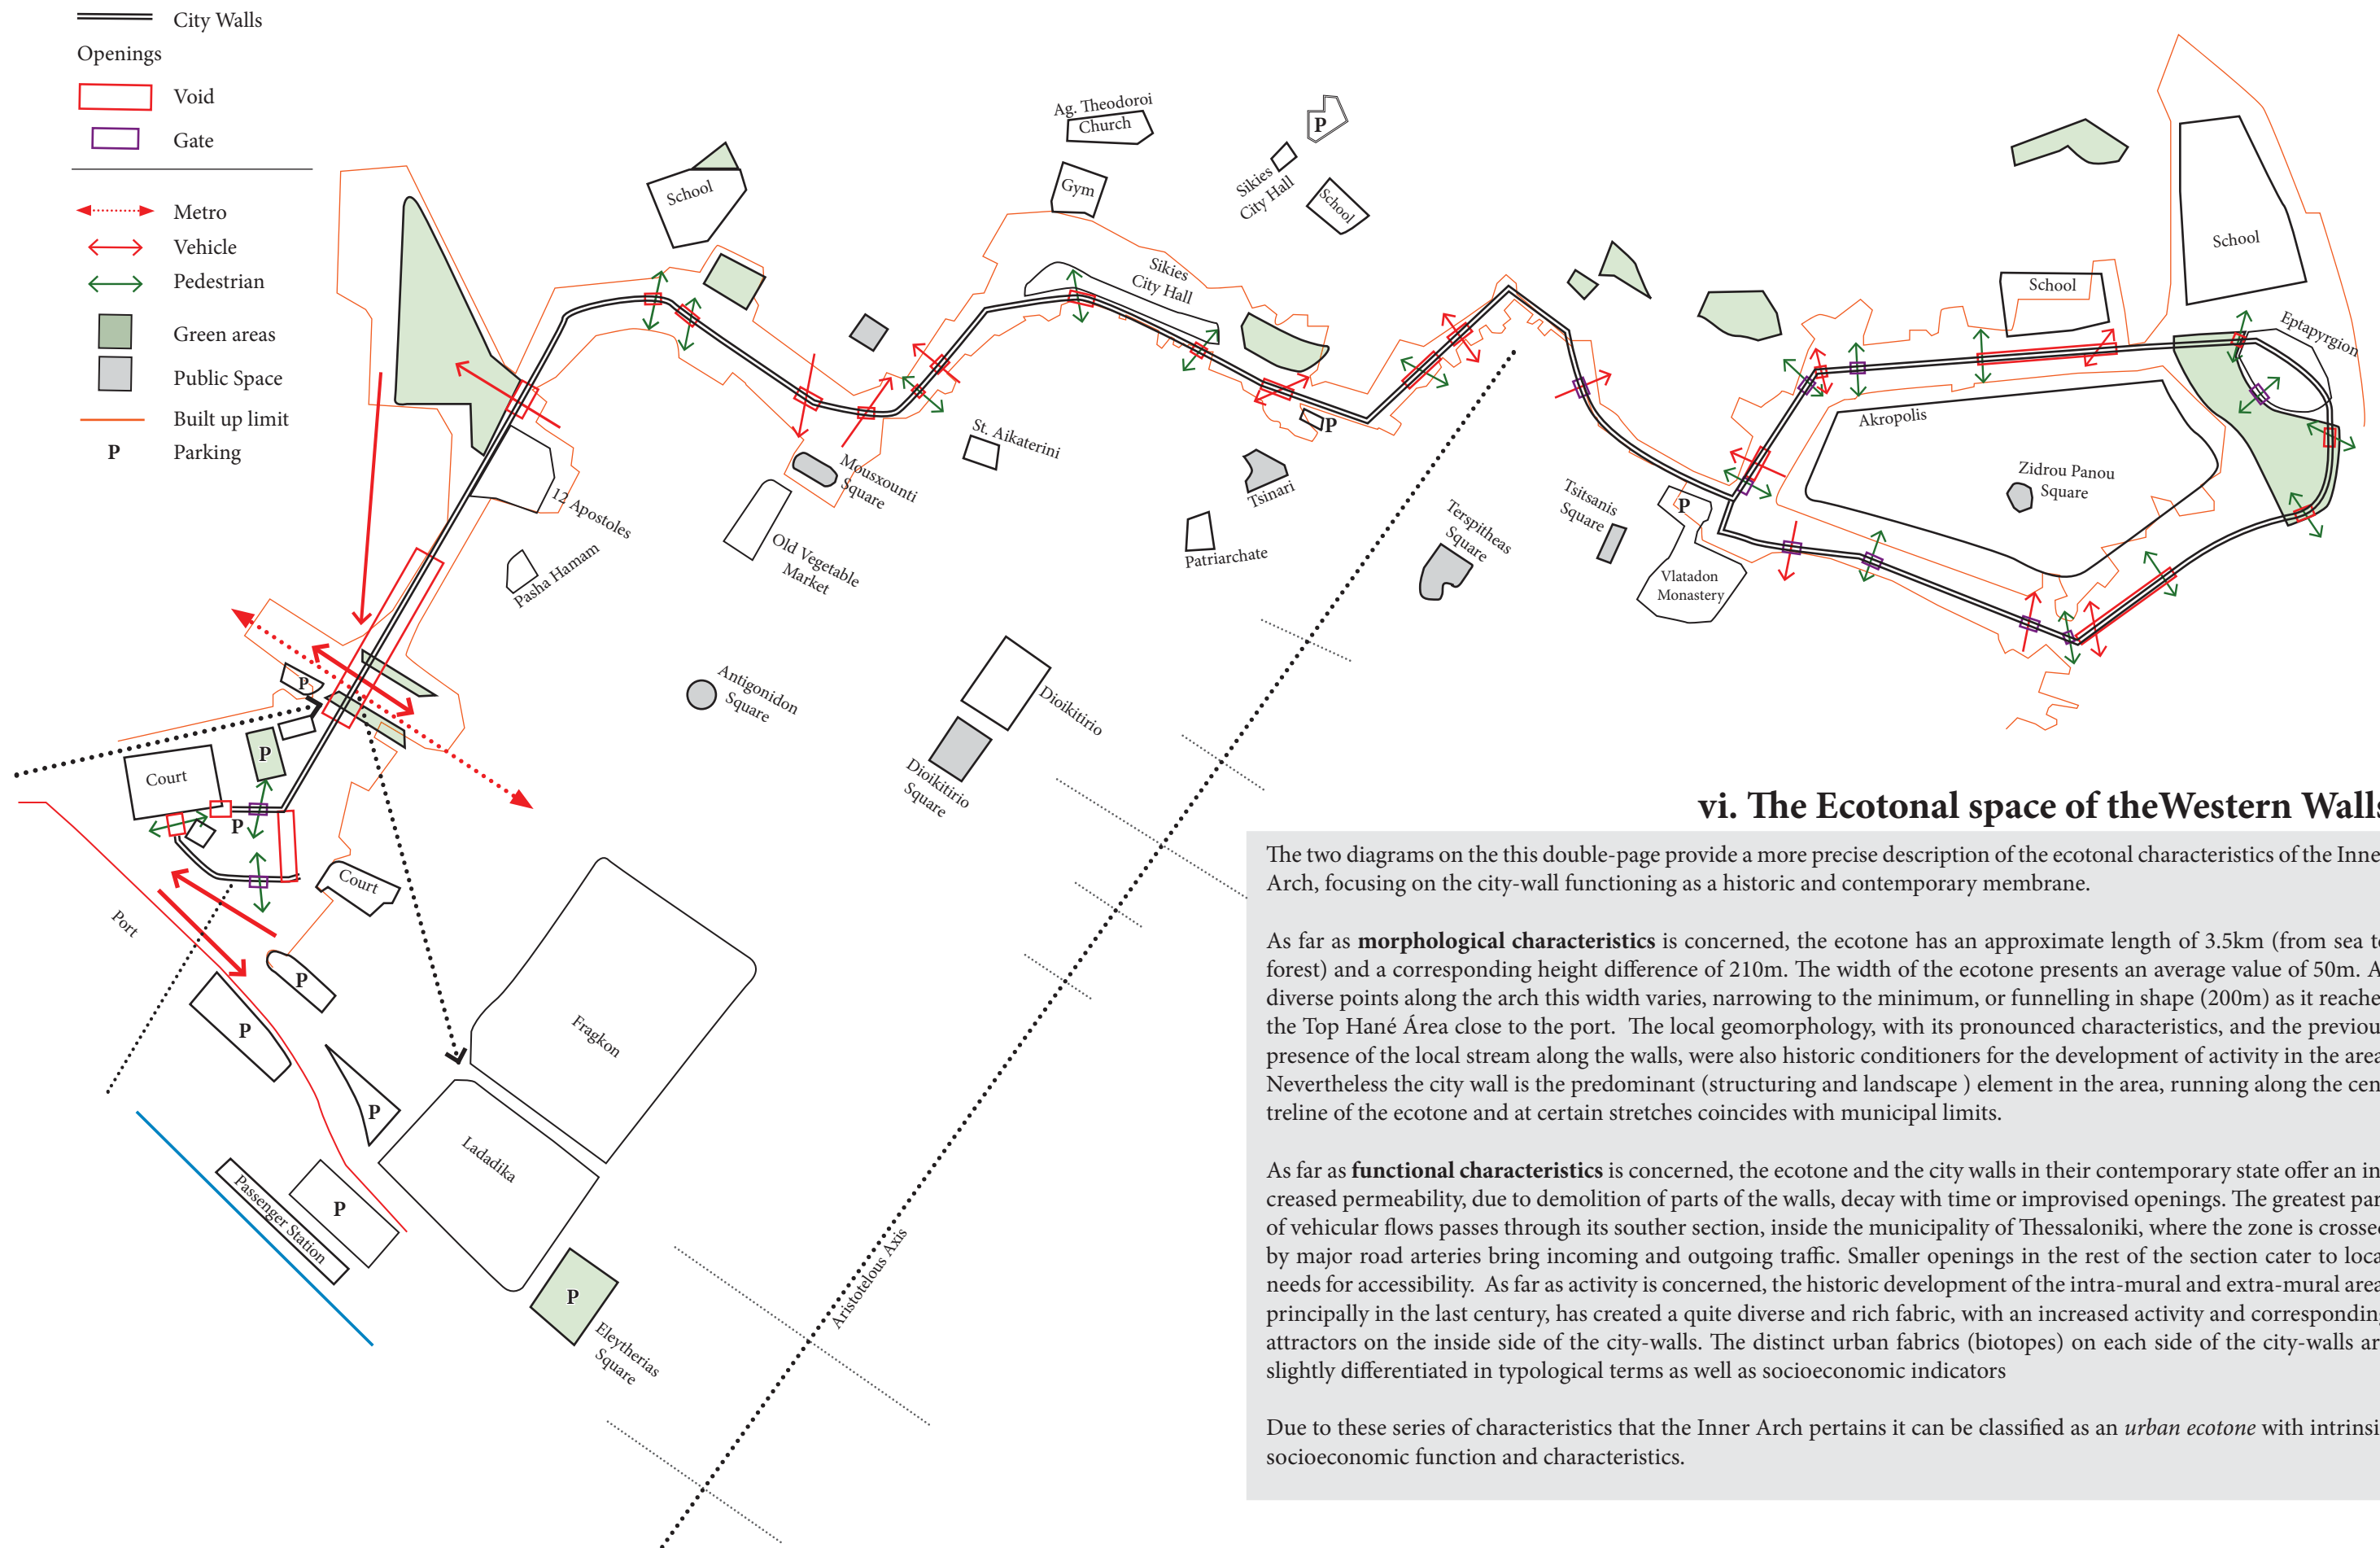 City Walls
Openings
Void
Gate
Metro
Vehicle
Pedestrian
Green areas
Public Space
Built up limit
P Parking
School
Ag. Theodoroi
Church
Gym
P
Sikies
City Hall
School
Sikies
City Hall
School
School
Eptapyrgion
Akropolis
Zidrou Panou
Square
12 Apostoles
Pasha Hamam
Mousxounti
Square
Old Vegetable
Market
St. Aikaterini
P
Tsinari
Patriarchate
Terspitheas
Square
Tsitsanis
Square
P
Vlatadon
Monastery
Antigonidon
Square
Dioikitirio
Dioikitirio
Square
P
P
Court
P
Court
Port
P
P
P
P
Passenger Station
Fragkon
Ladadika
P
Eleytherias
Square
Aristotelous Axis
vi. The Ecotonal space of theWestern Walls
The two diagrams on the this double-page provide a more precise description of the ecotonal characteristics of the Inne
Arch, focusing on the city-wall functioning as a historic and contemporary membrane.
As far as morphological characteristics is concerned, the ecotone has an approximate length of 3.5km (from sea to
forest) and a corresponding height difference of 210m. The width of the ecotone presents an average value of 50m. A
diverse points along the arch this width varies, narrowing to the minimum, or funnelling in shape (200m) as it reache
the Top Hané Área close to the port. The local geomorphology, with its pronounced characteristics, and the previou
presence of the local stream along the walls, were also historic conditioners for the development of activity in the area
Nevertheless the city wall is the predominant (structuring and landscape ) element in the area, running along the cen
treline of the ecotone and at certain stretches coincides with municipal limits.
As far as functional characteristics is concerned, the ecotone and the city walls in their contemporary state offer an in
creased permeability, due to demolition of parts of the walls, decay with time or improvised openings. The greatest par
of vehicular flows passes through its souther section, inside the municipality of Thessaloniki, where the zone is crossed
by major road arteries bring incoming and outgoing traffic. Smaller openings in the rest of the section cater to loca
needs for accessibility. As far as activity is concerned, the historic development of the intra-mural and extra-mural area
principally in the last century, has created a quite diverse and rich fabric, with an increased activity and corresponding
attractors on the inside side of the city-walls. The distinct urban fabrics (biotopes) on each side of the city-walls ar
slightly differentiated in typological terms as well as socioeconomic indicators
Due to these series of characteristics that the Inner Arch pertains it can be classified as an urban ecotone with intrinsi
socioeconomic function and characteristics.